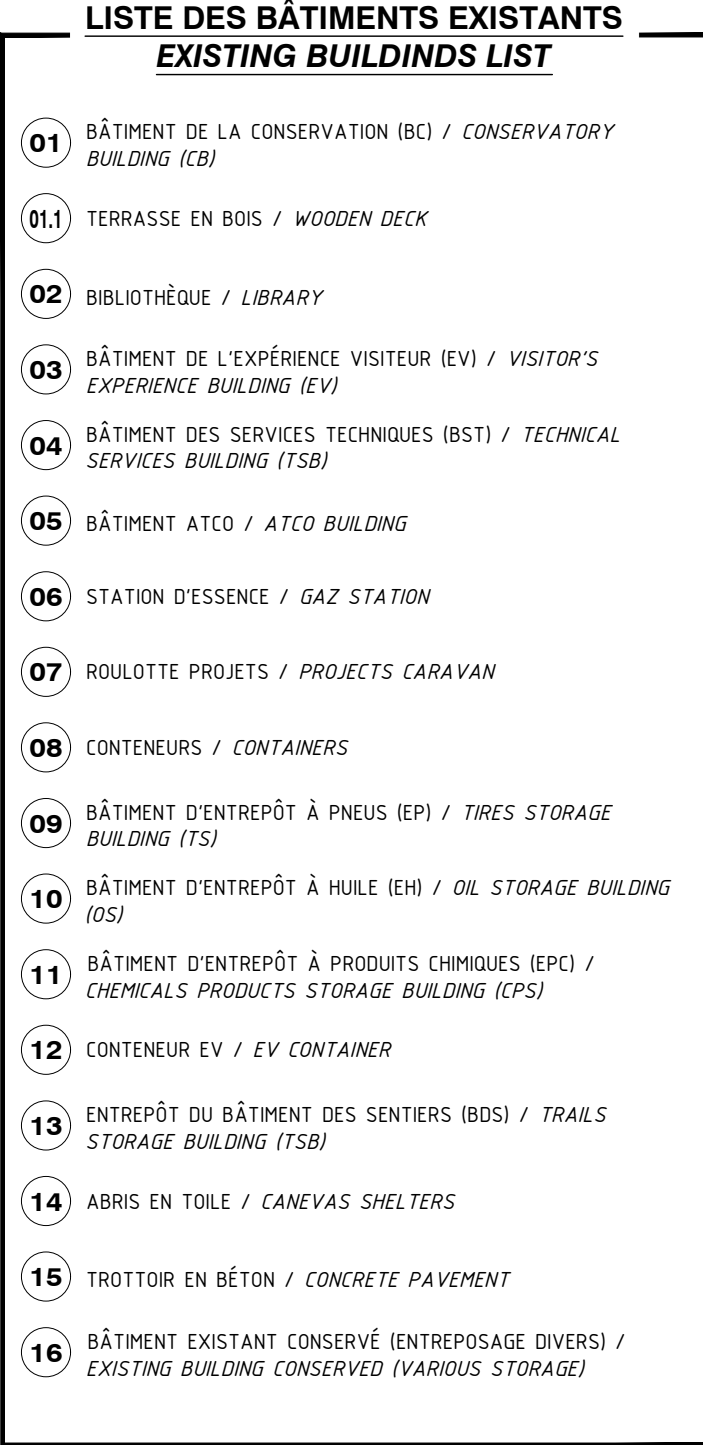 LISTE DES BÂTIMENTS EXISTANTS
EXISTING BUILDINDS LIST
01 BÂTIMENT DE LA CONSERVATION (BC) / CONSERVATORY
BUILDING (CB)
01.1 TERRASSE EN BOIS / WOODEN DECK
02 BIBLIOTHÈQUE / LIBRARY
03 BÂTIMENT DE L'EXPÉRIENCE VISITEUR (EV) / VISITOR'S
EXPERIENCE BUILDING (EV)
04 BÂTIMENT DES SERVICES TECHNIQUES (BST) / TECHNICAL
SERVICES BUILDING (TSB)
05 BÂTIMENT ATCO / ATCO BUILDING
06 STATION D'ESSENCE / GAZ STATION
07 ROULOTTE PROJETS / PROJECTS CARAVAN
08 CONTENEURS / CONTAINERS
09 BÂTIMENT D'ENTREPÔT À PNEUS (EP) / TIRES STORAGE
BUILDING (TS)
10 BÂTIMENT D'ENTREPÔT À HUILE (EH) / OIL STORAGE BUILDING
(OS)
11 BÂTIMENT D'ENTREPÔT À PRODUITS CHIMIQUES (EPC) /
CHEMICALS PRODUCTS STORAGE BUILDING (CPS)
12 CONTENEUR EV / EV CONTAINER
13 ENTREPÔT DU BÂTIMENT DES SENTIERS (BDS) / TRAILS
STORAGE BUILDING (TSB)
14 ABRIS EN TOILE / CANEVAS SHELTERS
15 TROTTOIR EN BÉTON / CONCRETE PAVEMENT
16 BÂTIMENT EXISTANT CONSERVÉ (ENTREPOSAGE DIVERS) /
EXISTING BUILDING CONSERVED (VARIOUS STORAGE)